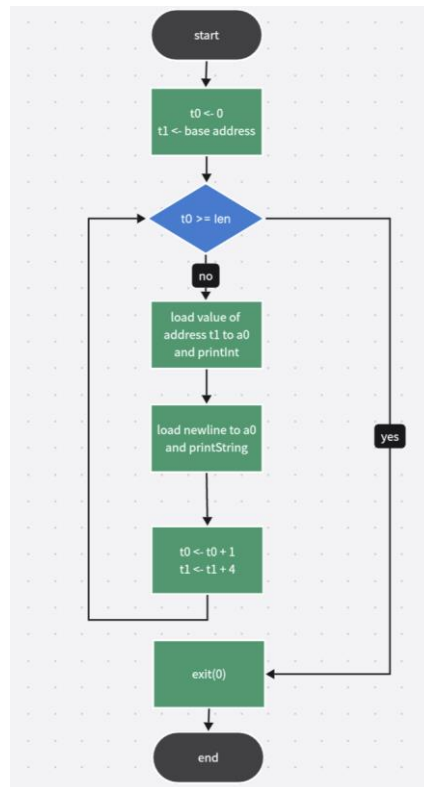 start
t0 <- 0
t1 <- base address
t0 >= len
no
load value of
address t1 to a0
and printInt
load newline to a0
and printString
yes
t0 <- t0 + 1
t1 <- t1 + 4
exit(0)
end